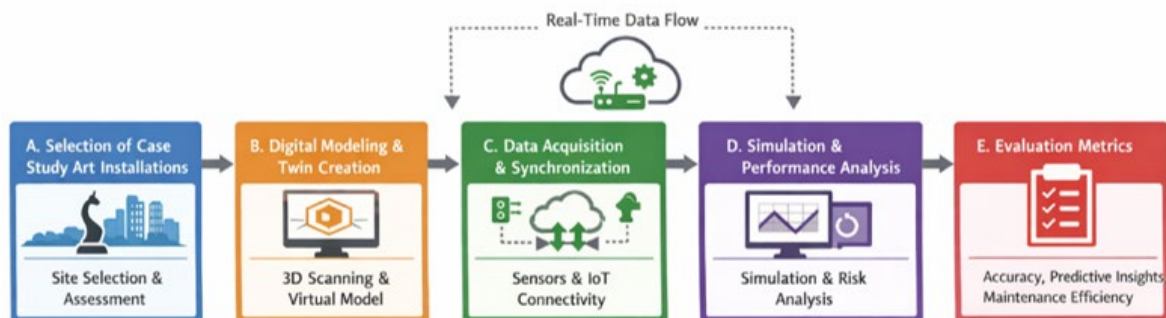 Real-Time Data Flow
A. Selection of Case
Study Art Installations
Site Selection &
Assessment
B. Digital Modeling &
Twin Creation
3D Scanning &
Virtual Model
C. Data Acquisition
& Synchronization
Sensors & IoT
Connectivity
D. Simulation &
Performance Analysis
Simulation & Risk
Analysis
E. Evaluation Metrics
Accuracy, Predictive Insights
Maintenance Efficiency